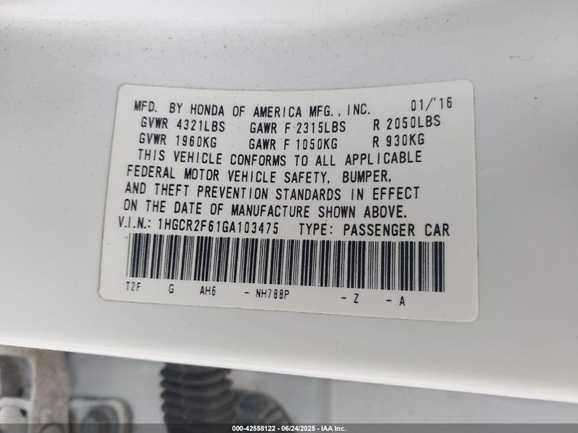 MFD. BY HONDA OF AMERICA MFG., INC. 01/'16
GVWR 4321LBS GAWR F 2315LBS R 2050LBS
GVWR 1960KG GAWR F 1050KG R 930KG
THIS VEHICLE CONFORMS TO ALL APPLICABLE
FEDERAL MOTOR VEHICLE SAFETY, BUMPER,
AND THEFT PREVENTION STANDARDS IN EFFECT
ON THE DATE OF MANUFACTURE SHOWN ABOVE.
V.I.N.: 1HGCR2F61GA103475 TYPE: PASSENGER CAR
T2F G AH6 - NH788P - Z - A
000-42558122 - 06/24/2025 - IAA Inc.